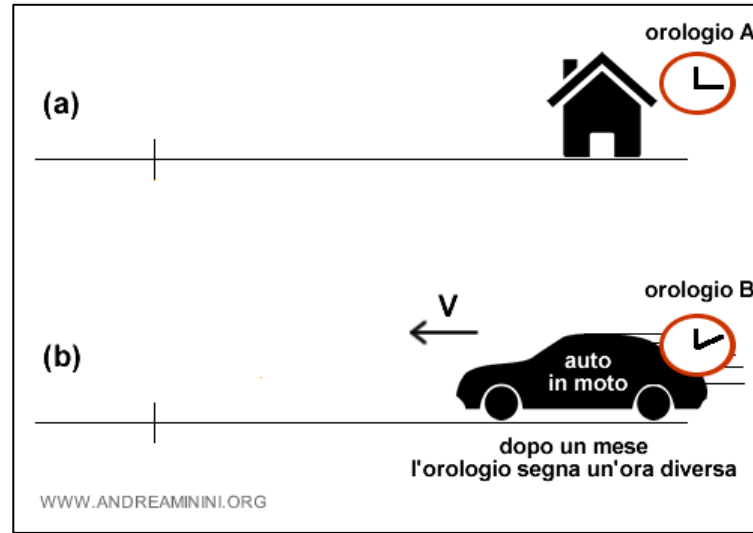 orologio A
(a)
orologio B
V
(b)
auto
in moto
dopo un mese
l'orologio segna un'ora diversa
WWW.ANDREAMININI.ORG